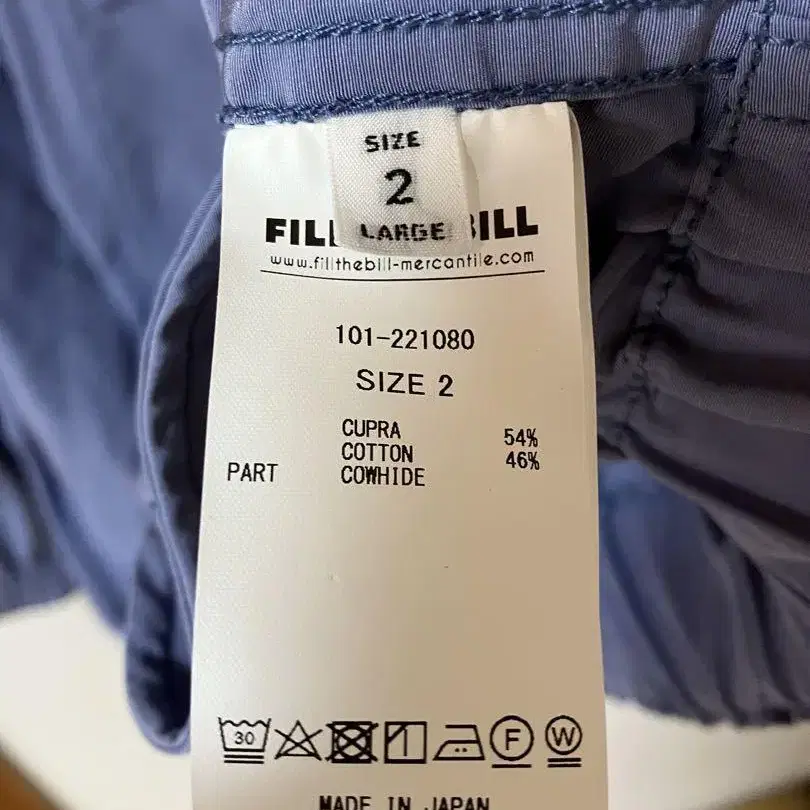 SIZE
2
LARGE
FILL BILL
www.fillthebill-mercantile.com
101-221080
SIZE 2
CUPRA 54%
COTTON 46%
PART COWHIDE
30
F
W
MADE IN JAPAN